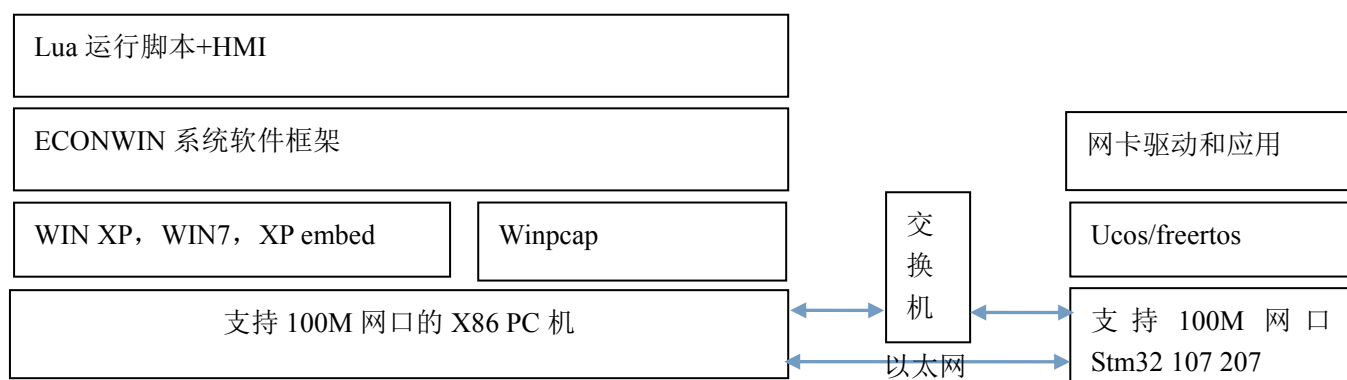 Lua 运行脚本+HMI
ECONWIN 系统软件框架
WIN XP，WIN7，XP embed
Winpcap
支持 100M 网口的 X86 PC 机
交
换
机
以太网
网卡驱动和应用
Ucos/freertos
支持 100M 网口
Stm32 107 207